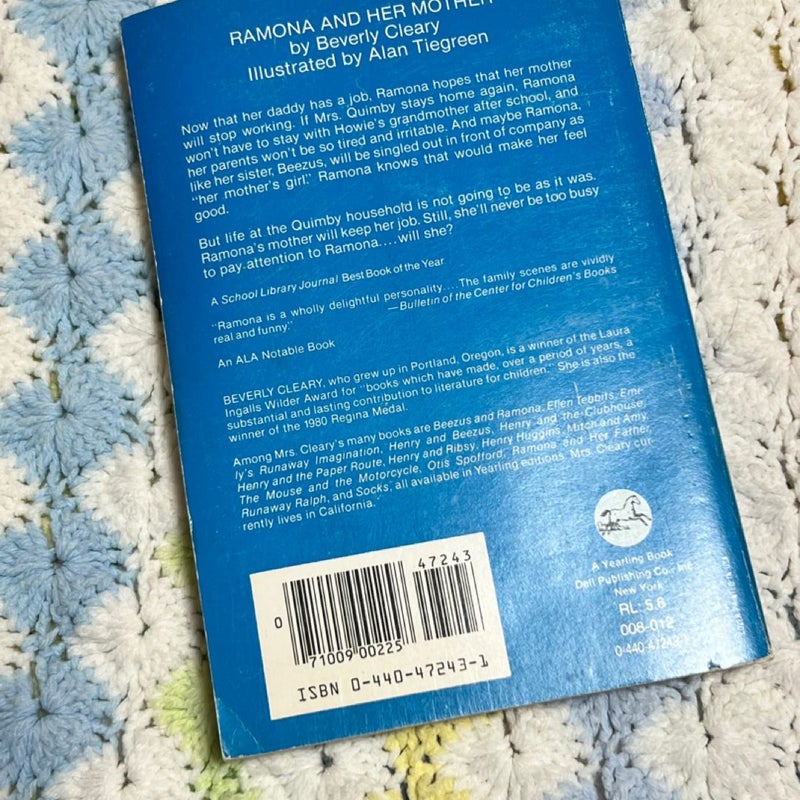 RAMONA AND HER MOTHER
by Beverly Cleary
Illustrated by Alan Tiegreen
Now that her daddy has a job, Ramona hopes that her mother
will stop working. If Mrs. Quimby stays home again, Ramona
won't have to stay with Howie's grandmother after school, and
her parents won't be so tired and irritable. And maybe Ramona,
like her sister, Beezus, will be singled out in front of company as
"her mother's girl." Ramona knows that would make her feel
good.
But life at the Quimby household is not going to be as it was.
Ramona's mother will keep her job. Still, she'll never be too busy
to pay attention to Ramona....will she?
A School Library Journal Best Book of the Year
"Ramona is a wholly delightful personality....The family scenes are vividly
real and funny."
—Bulletin of the Center for Children's Books
An ALA Notable Book
BEVERLY CLEARY, who grew up in Portland, Oregon, is a winner of the Laura
Ingalls Wilder Award for "books which have made, over a period of years, a
substantial and lasting contribution to literature for children." She is also the
winner of the 1980 Regina Medal.
Among Mrs. Cleary's many books are Beezus and Ramona, Ellen Tebbits, Emi-
ly's Runaway Imagination, Henry and Beezus, Henry and the Clubhouse,
Henry and the Paper Route, Henry and Ribsy, Henry Huggins, Mitch and Amy,
The Mouse and the Motorcycle, Otis Spofford, Ramona and Her Father,
Runaway Ralph, and Socks, all available in Yearling editions. Mrs. Cleary cur-
rently lives in California.
47243
0
71009 00225
ISBN 0-440-47243-1
A Yearling Book
Dell Publishing Co., Inc.
New York
RL: 5.8
008-012
0-440-47243-1